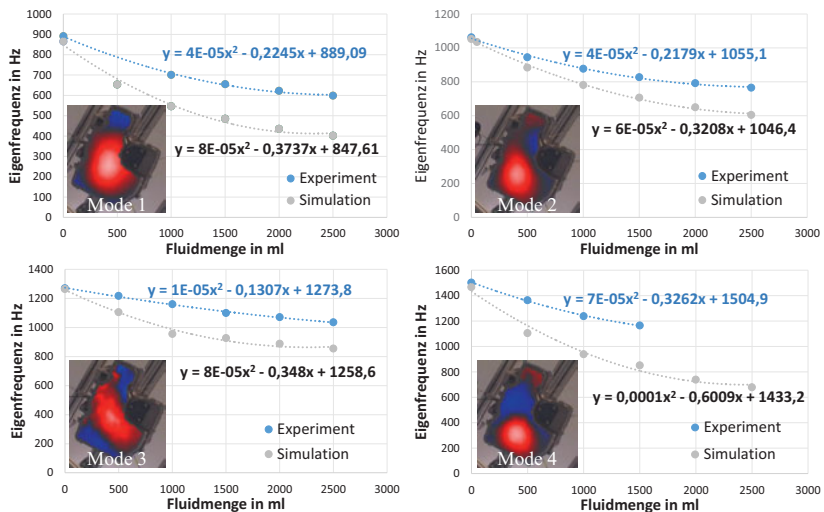 1000
900
800
700
600
500
400
300
200
100
0
Eigenfrequenz in Hz
y = 4E-05x² - 0,2245x + 889,09
y = 8E-05x² - 0,3737x + 847,61
Experiment
Simulation
Mode 1
0 500 1000 1500 2000 2500 3000
Fluidmenge in ml
1200
1000
800
600
400
200
0
Eigenfrequenz in Hz
y = 4E-05x² - 0,2179x + 1055,1
y = 6E-05x² - 0,3208x + 1046,4
Experiment
Simulation
Mode 2
0 500 1000 1500 2000 2500 3000
Fluidmenge in ml
1400
1200
1000
800
600
400
200
0
Eigenfrequenz in Hz
y = 1E-05x² - 0,1307x + 1273,8
y = 8E-05x² - 0,348x + 1258,6
Experiment
Simulation
Mode 3
0 500 1000 1500 2000 2500 3000
Fluidmenge in ml
1600
1400
1200
1000
800
600
400
200
0
Eigenfrequenz in Hz
y = 7E-05x² - 0,3262x + 1504,9
y = 0,0001x² - 0,6009x + 1433,2
Experiment
Simulation
Mode 4
0 500 1000 1500 2000 2500 3000
Fluidmenge in ml